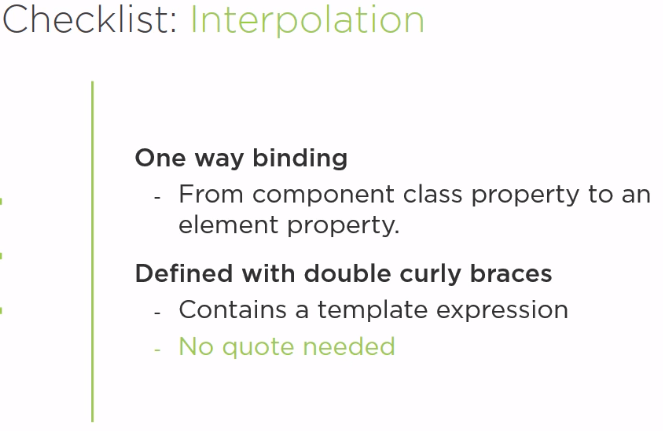 Checklist: Interpolation
One way binding
- From component class property to an
element property.
Defined with double curly braces
- Contains a template expression
- No quote needed